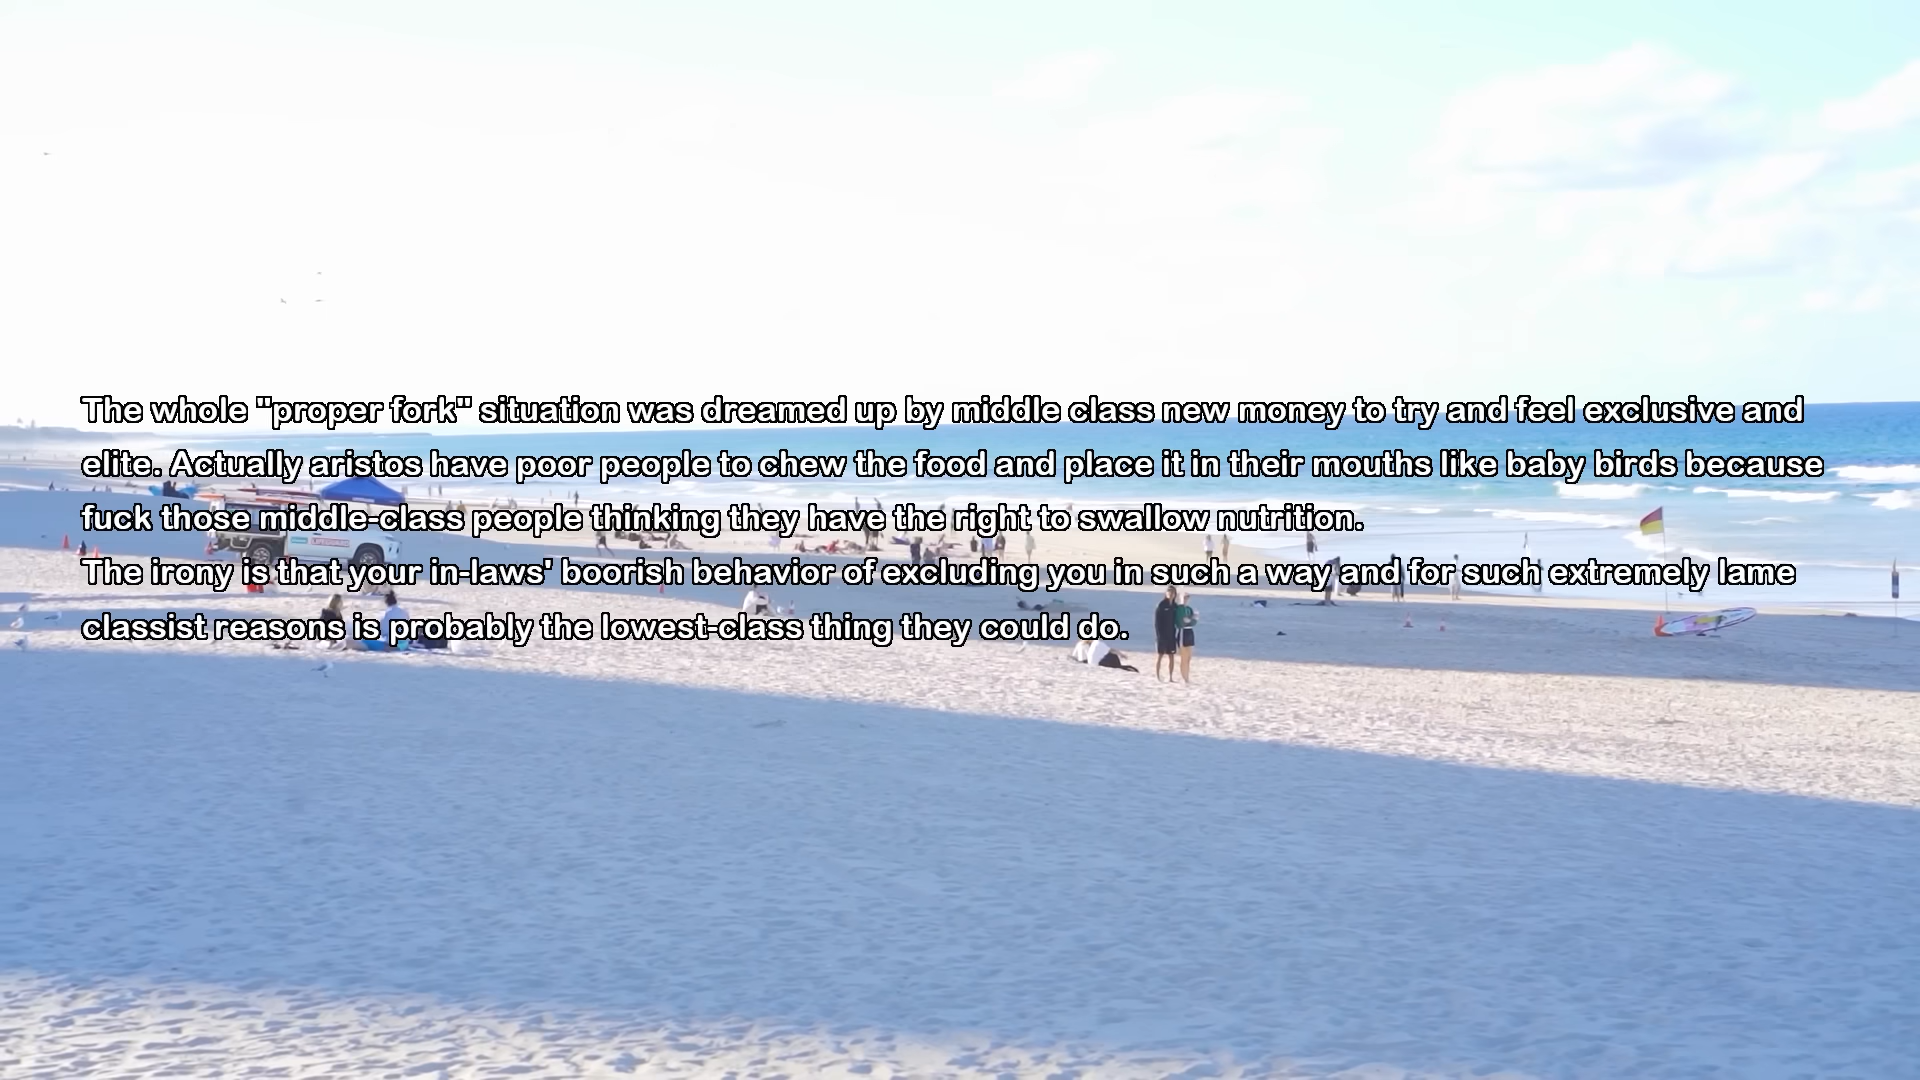 The whole "proper fork" situation was dreamed up by middle class new money to try and feel exclusive and
elite. Actually aristos have poor people to chew the food and place it in their mouths like baby birds because
fuck those middle-class people thinking they have the right to swallow nutrition.
The irony is that your in-laws' boorish behavior of excluding you in such a way and for such extremely lame
classist reasons is probably the lowest-class thing they could do.
LIFEGUARD